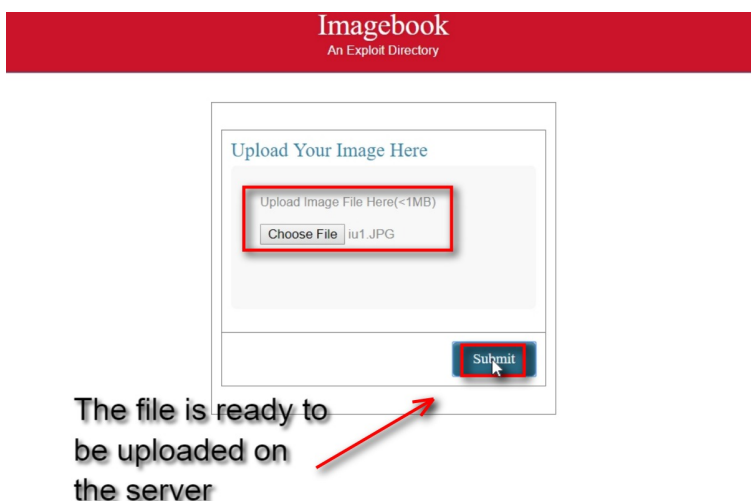 Imagebook
An Exploit Directory
Upload Your Image Here
Upload Image File Here(<1MB)
Choose File iu1.JPG
Submit
The file is ready to
be uploaded on
the server